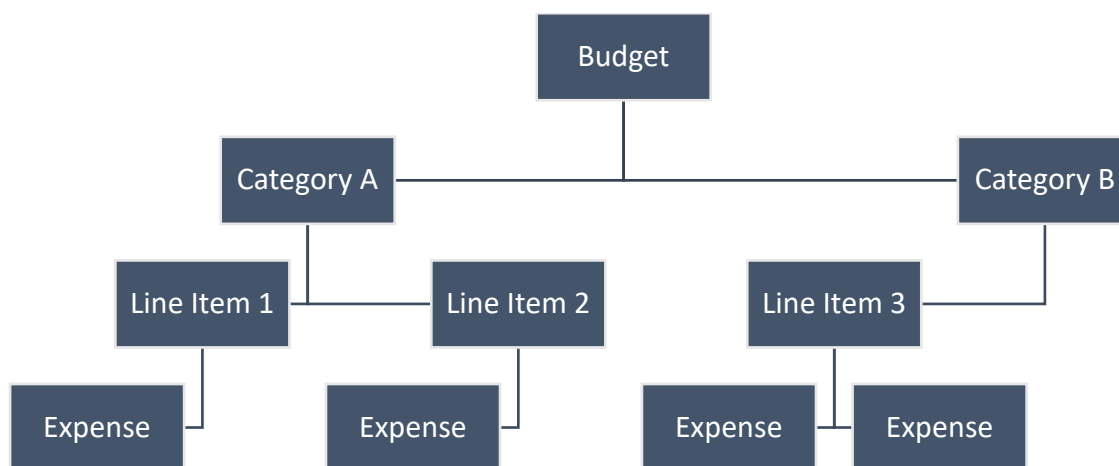 Budget
Category A
Category B
Line Item 1
Line Item 2
Line Item 3
Expense
Expense
Expense
Expense